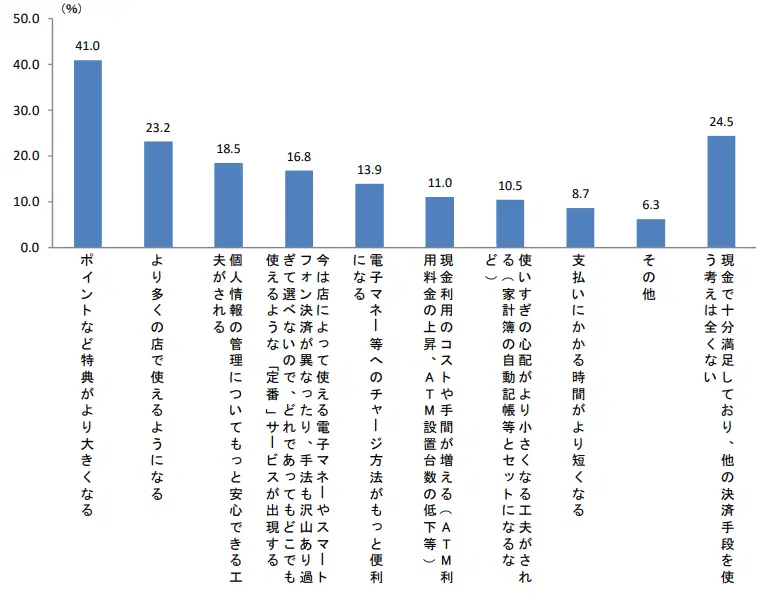 (%)
50.0
40.0
30.0
20.0
10.0
0.0
41.0
23.2
18.5
16.8
13.9
11.0
10.5
8.7
6.3
24.5
ポイントなど特典がより大きくなる
より多くの店で使えるようになる
個人情報の管理についてもっと安心できる工
夫がされる
今は店によって使える電子マネーやスマート
フォン決済が異なったり、手法も沢山あり過
ぎて選べないので、どれであってもどこでも
使えるような「定番」サービスが出現する
電子マネー等へのチャージ方法がもっと便利
になる
現金利用のコストや手間が増える（ATM利
用料金の上昇、ATM設置台数の低下等）
使いすぎの心配がより小さくなる工夫がされ
る（家計簿の自動記帳等とセットになるな
ど）
支払いにかかる時間がより短くなる
その他
現金で十分満足しており、他の決済手段を使
う考えは全くない